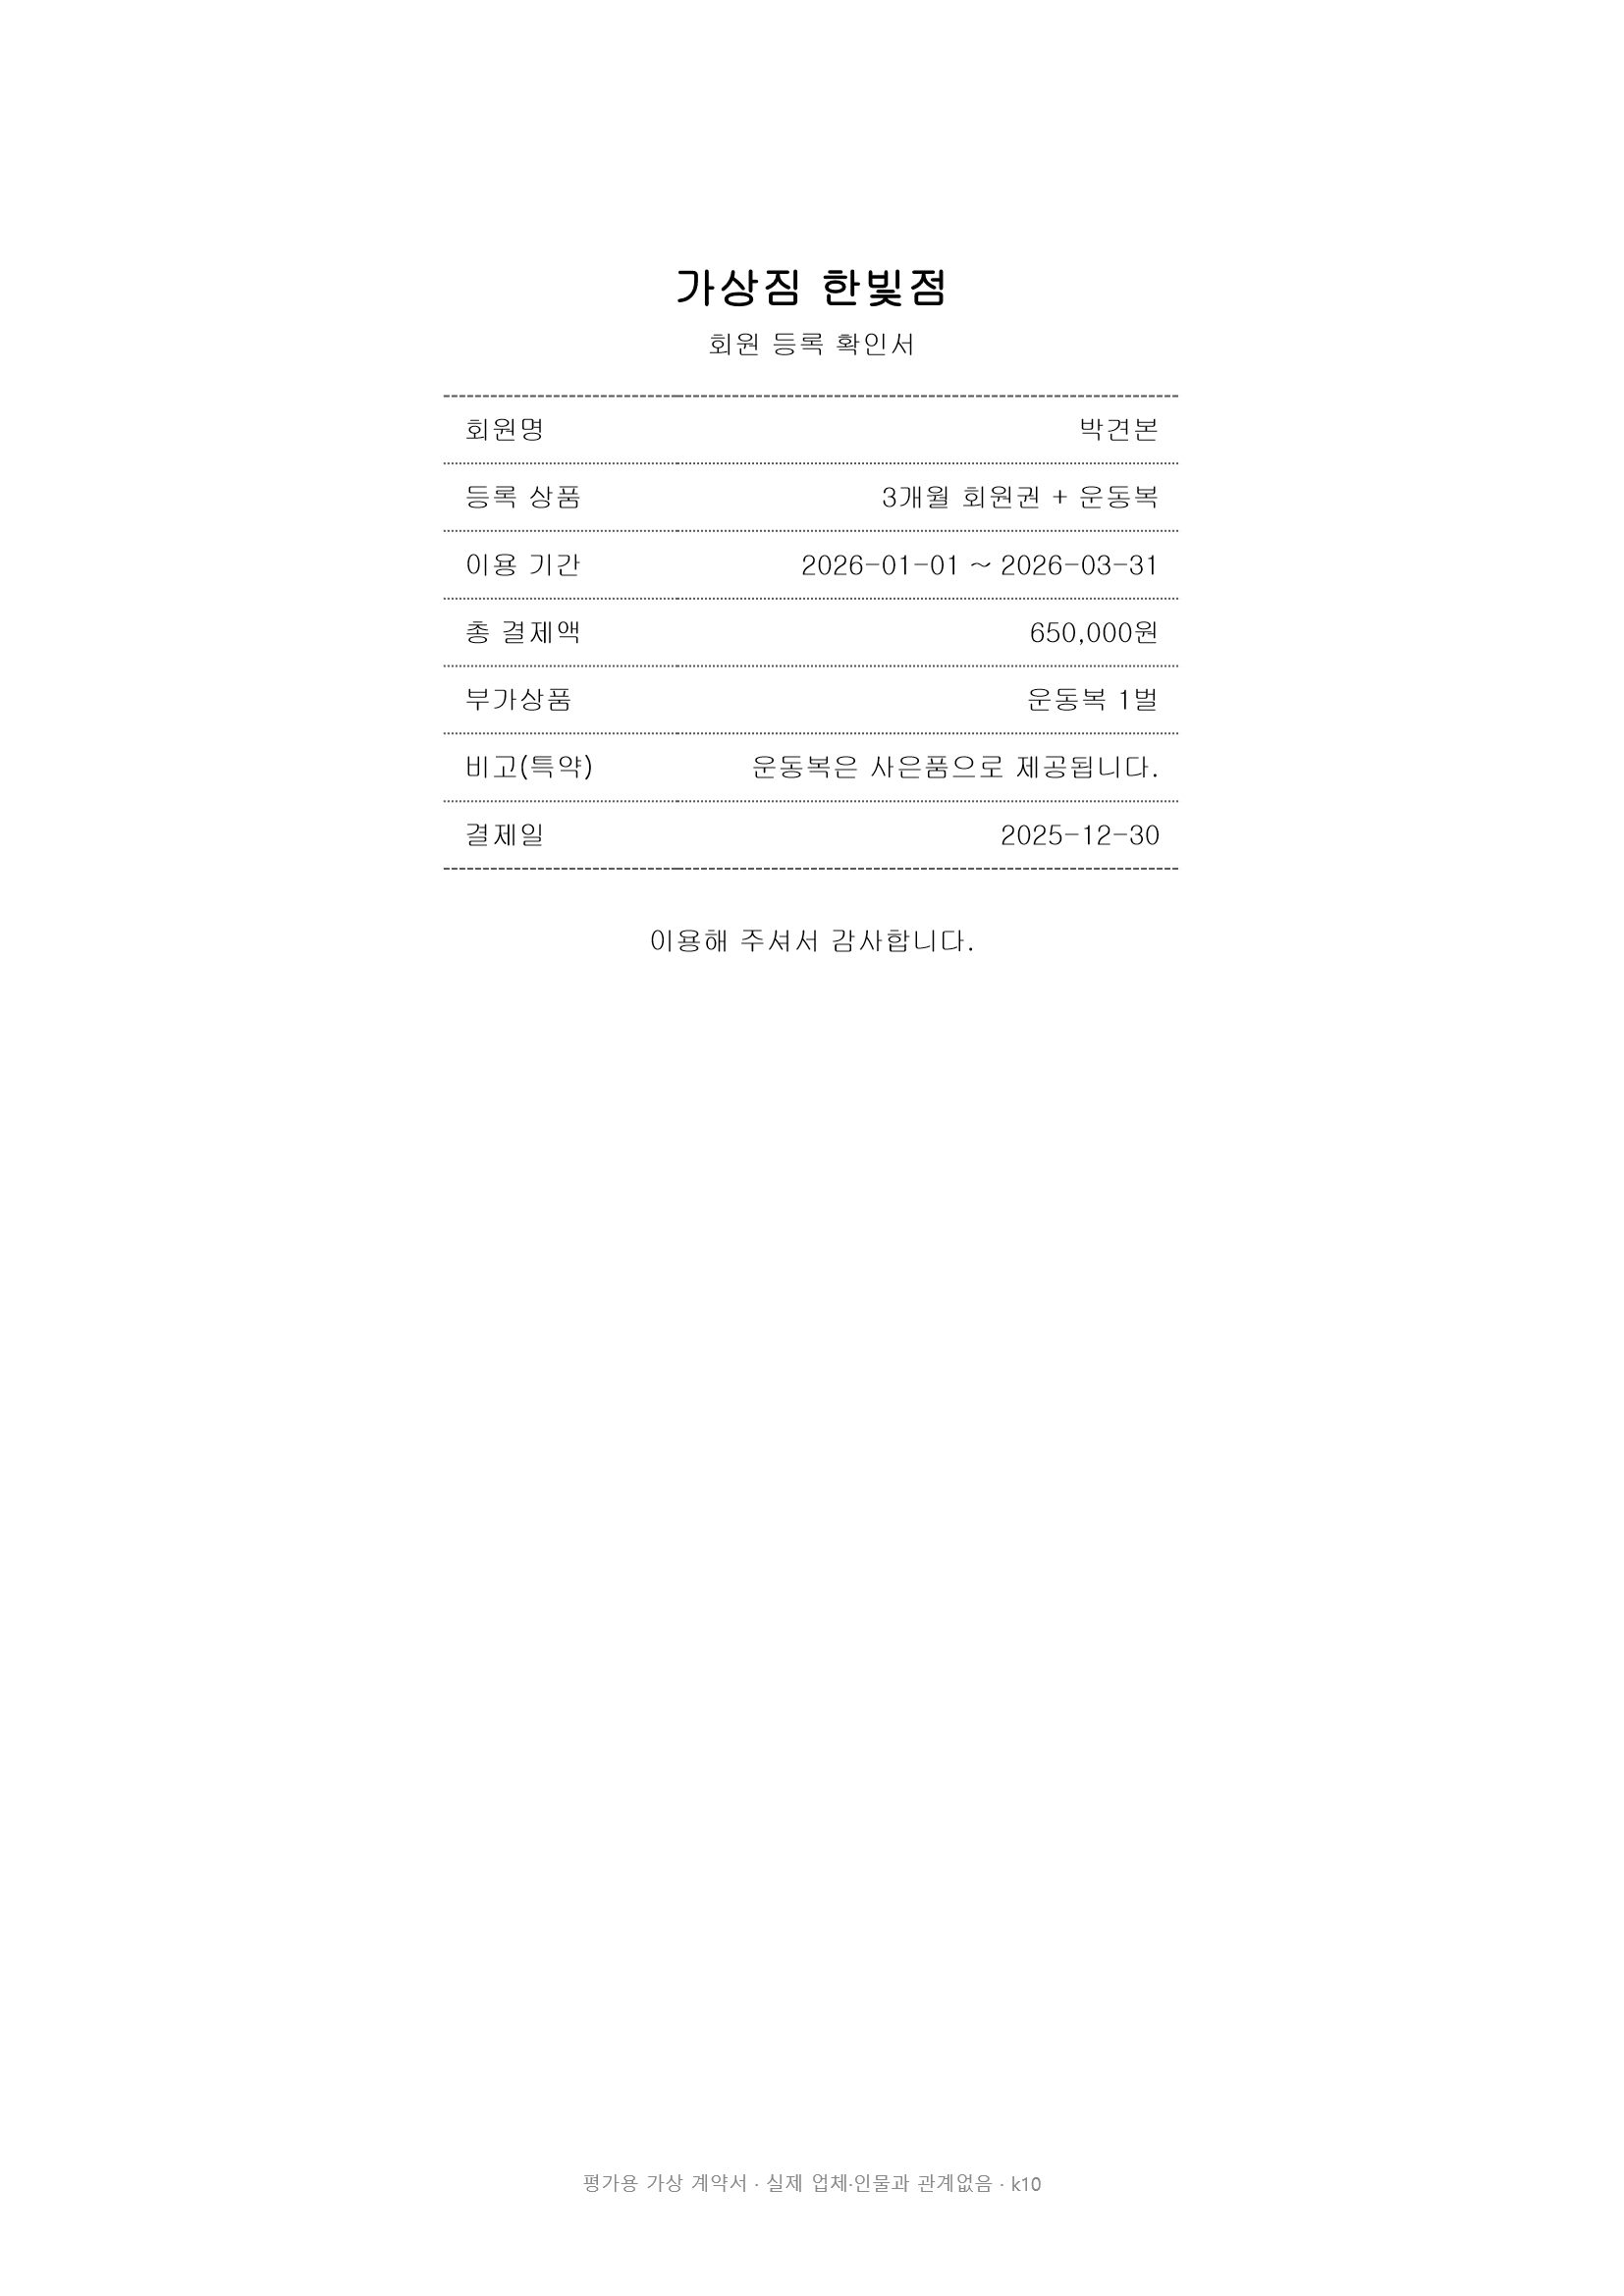 가상짐 한빛점
회원 등록 확인서
회원명 박견본
등록 상품 3개월 회원권 + 운동복
이용 기간 2026-01-01 ~ 2026-03-31
총 결제액 650,000원
부가상품 운동복 1벌
비고(특약) 운동복은 사은품으로 제공됩니다.
결제일 2025-12-30
이용해 주셔서 감사합니다.
평가용 가상 계약서 · 실제 업체·인물과 관계없음 · k10